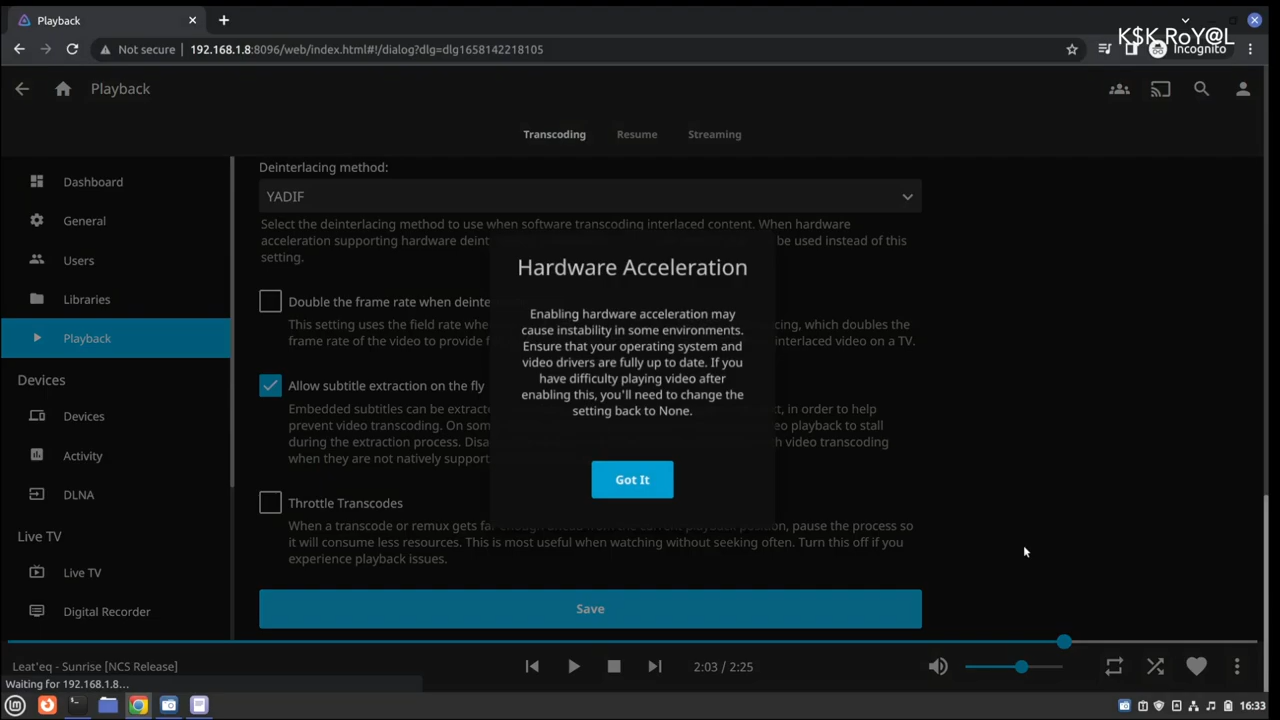 Playback
Not secure
192.168.1.8:8096/web/index.html#!/dialog?dlg=dlg1658142218105
K$K RoY@L
Incognito
Playback
Transcoding
Resume
Streaming
Dashboard
General
Users
Libraries
Playback
Devices
Devices
Activity
DLNA
Live TV
Live TV
Digital Recorder
Deinterlacing method:
YADIF
Select the deinterlacing method to use when software transcoding interlaced content. When hardware
acceleration supporting hardware deint be used instead of this
setting.
Double the frame rate when deinte
This setting uses the field rate whe cing, which doubles the
frame rate of the video to provide f interlaced video on a TV.
Allow subtitle extraction on the fly
Embedded subtitles can be extract t, in order to help
prevent video transcoding. On som eo playback to stall
during the extraction process. Disa h video transcoding
when they are not natively support
Throttle Transcodes
When a transcode or remux gets far enough ahead from the current playback position, pause the process so
it will consume less resources. This is most useful when watching without seeking often. Turn this off if you
experience playback issues.
Save
Hardware Acceleration
Enabling hardware acceleration may
cause instability in some environments.
Ensure that your operating system and
video drivers are fully up to date. If you
have difficulty playing video after
enabling this, you'll need to change the
setting back to None.
Got It
Leat'eq - Sunrise [NCS Release]
2:03 / 2:25
Waiting for 192.168.1.8...
16:33